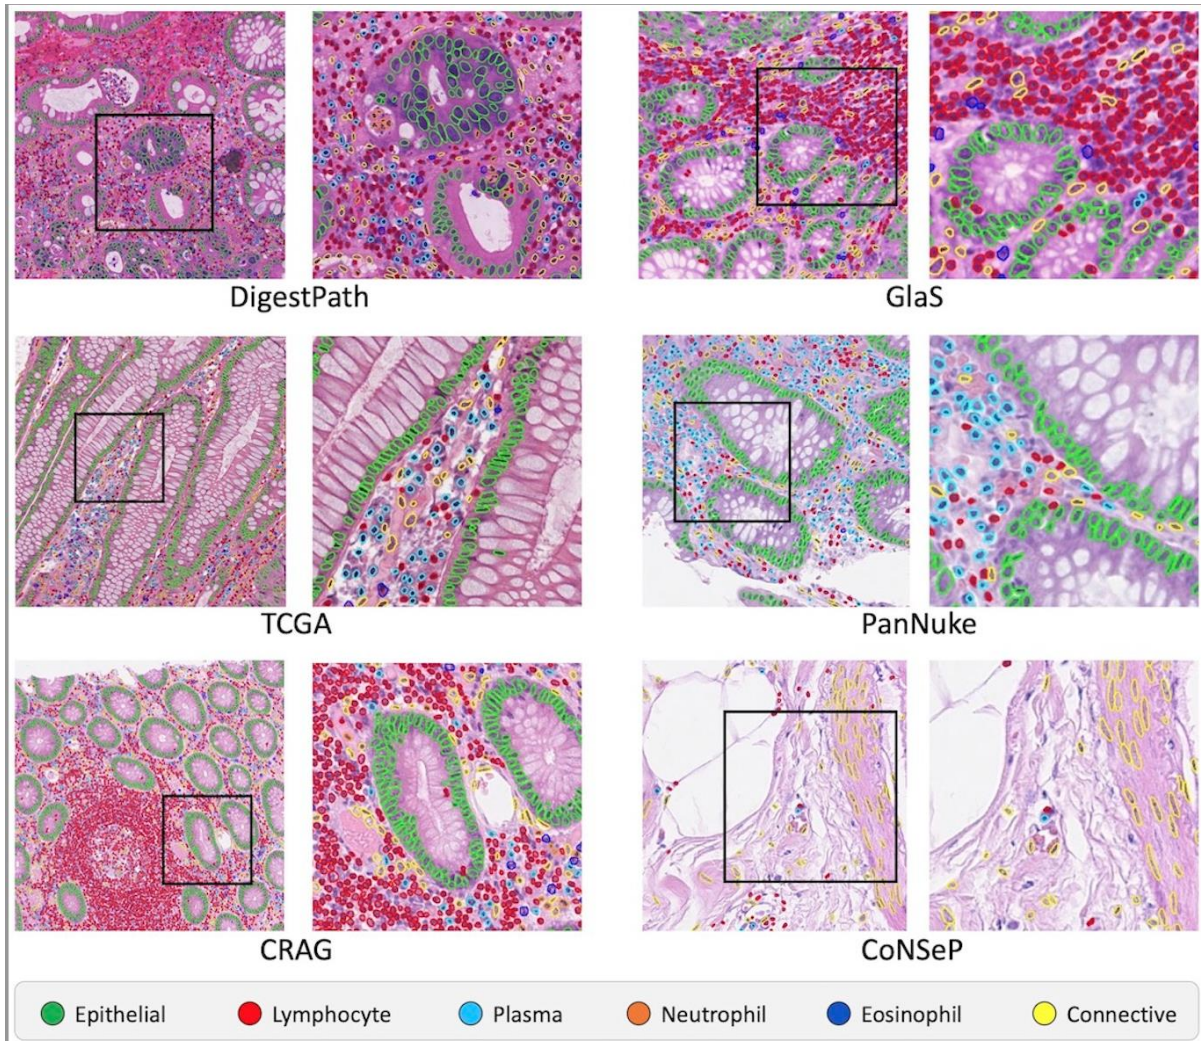 DigestPath
GlaS
TCGA
PanNuke
CRAG
CoNSeP
Epithelial
Lymphocyte
Plasma
Neutrophil
Eosinophil
Connective